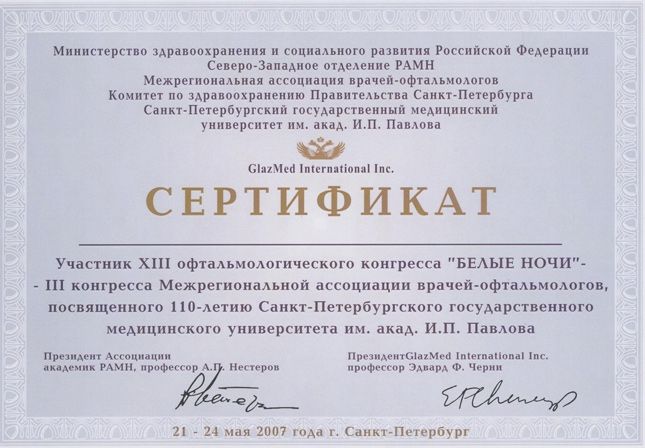 Министерство здравоохранения и социального развития Российской Федерации
Северо-Западное отделение РАМН
Межрегиональная ассоциация врачей-офтальмологов
Комитет по здравоохранению Правительства Санкт-Петербурга
Санкт-Петербургский государственный медицинский
университет им. акад. И.П. Павлова
GlazMed International Inc.
СЕРТИФИКАТ
Участник XIII офтальмологического конгресса "БЕЛЫЕ НОЧИ"-
- III конгресса Межрегиональной ассоциации врачей-офтальмологов,
посвященного 110-летию Санкт-Петербургского государственного
медицинского университета им. акад. И.П. Павлова
Президент Ассоциации
академик РАМН, профессор А.П. Нестеров
ПрезидентGlazMed International Inc.
профессор Эдвард Ф. Черни
21 - 24 мая 2007 года г. Санкт-Петербург